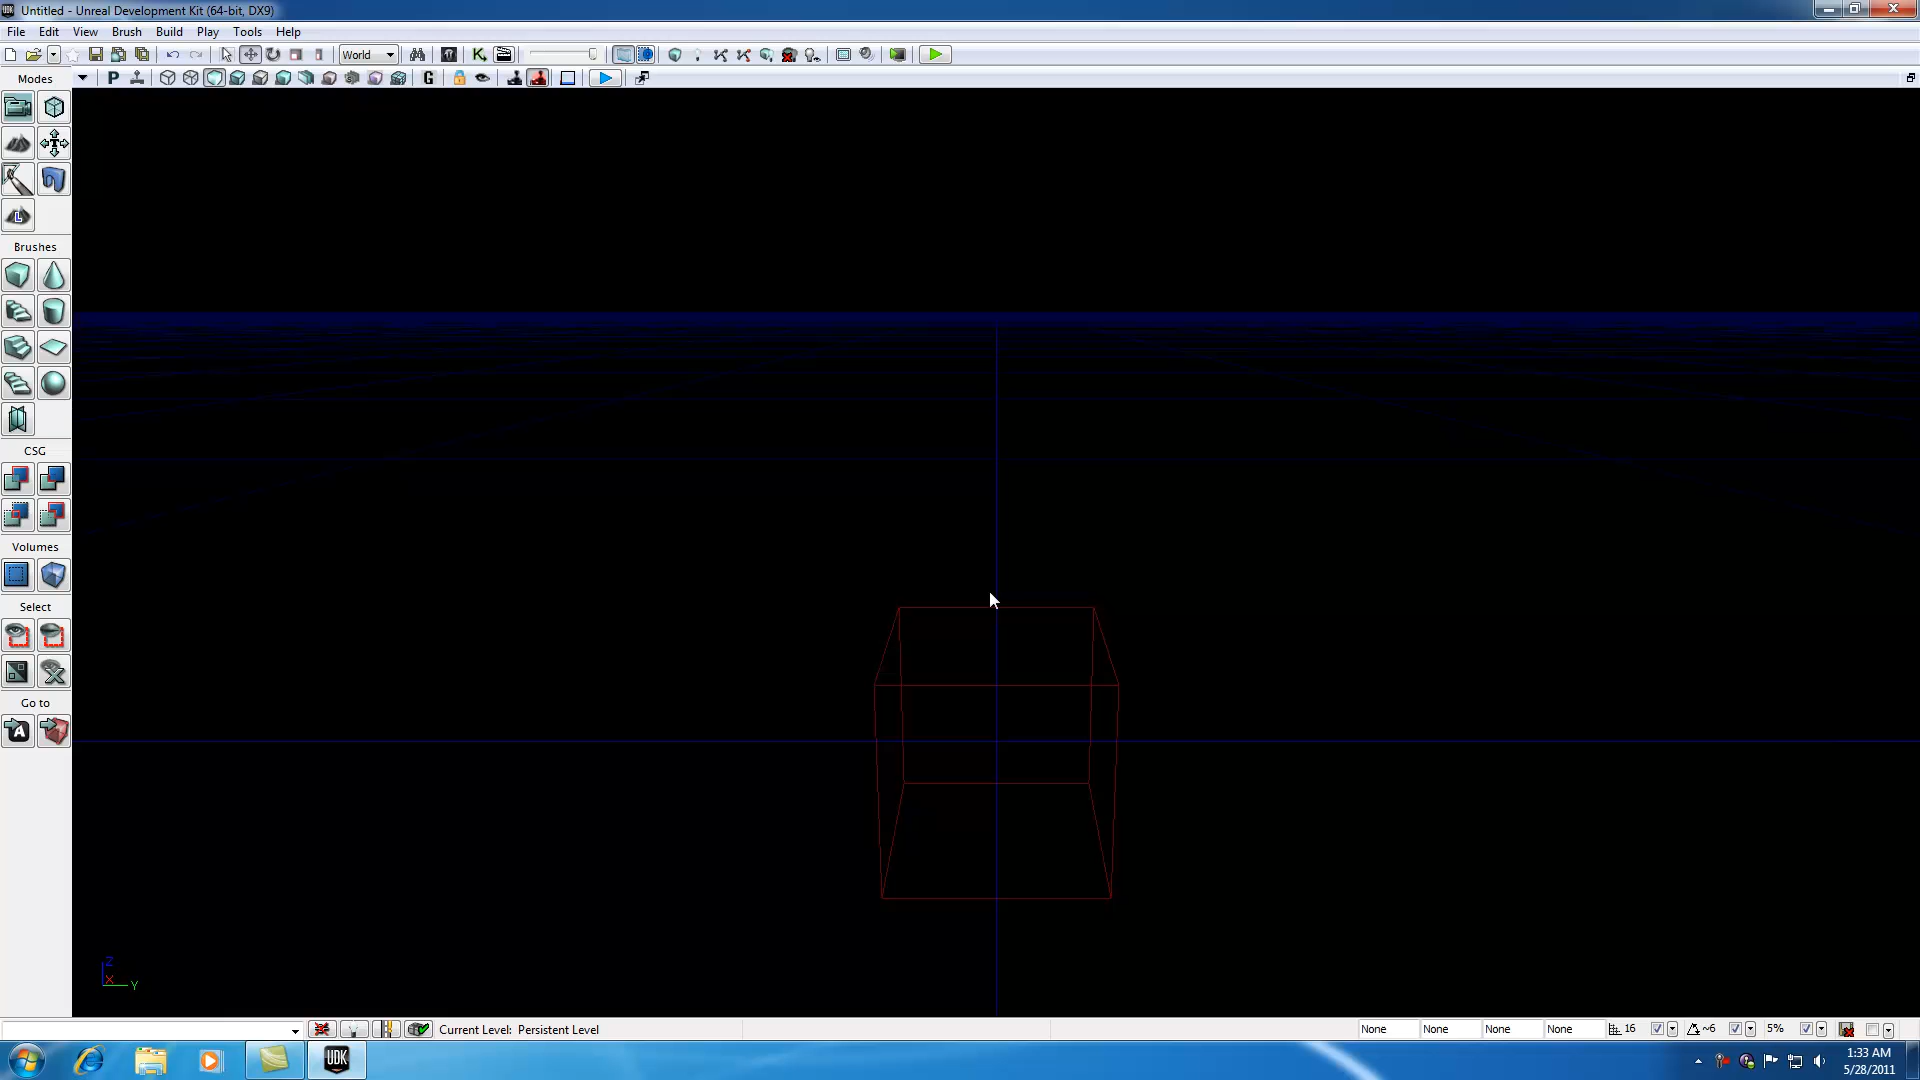 Untitled - Unreal Development Kit (64-bit, DX9)
File Edit View Brush Build Play Tools Help
World
Modes
P
G
L
Brushes
CSG
Volumes
Select
Go to
A
Z
X
Y
Current Level: Persistent Level
None None None None 16 ~6 5%
UDK
1:33 AM
5/28/2011